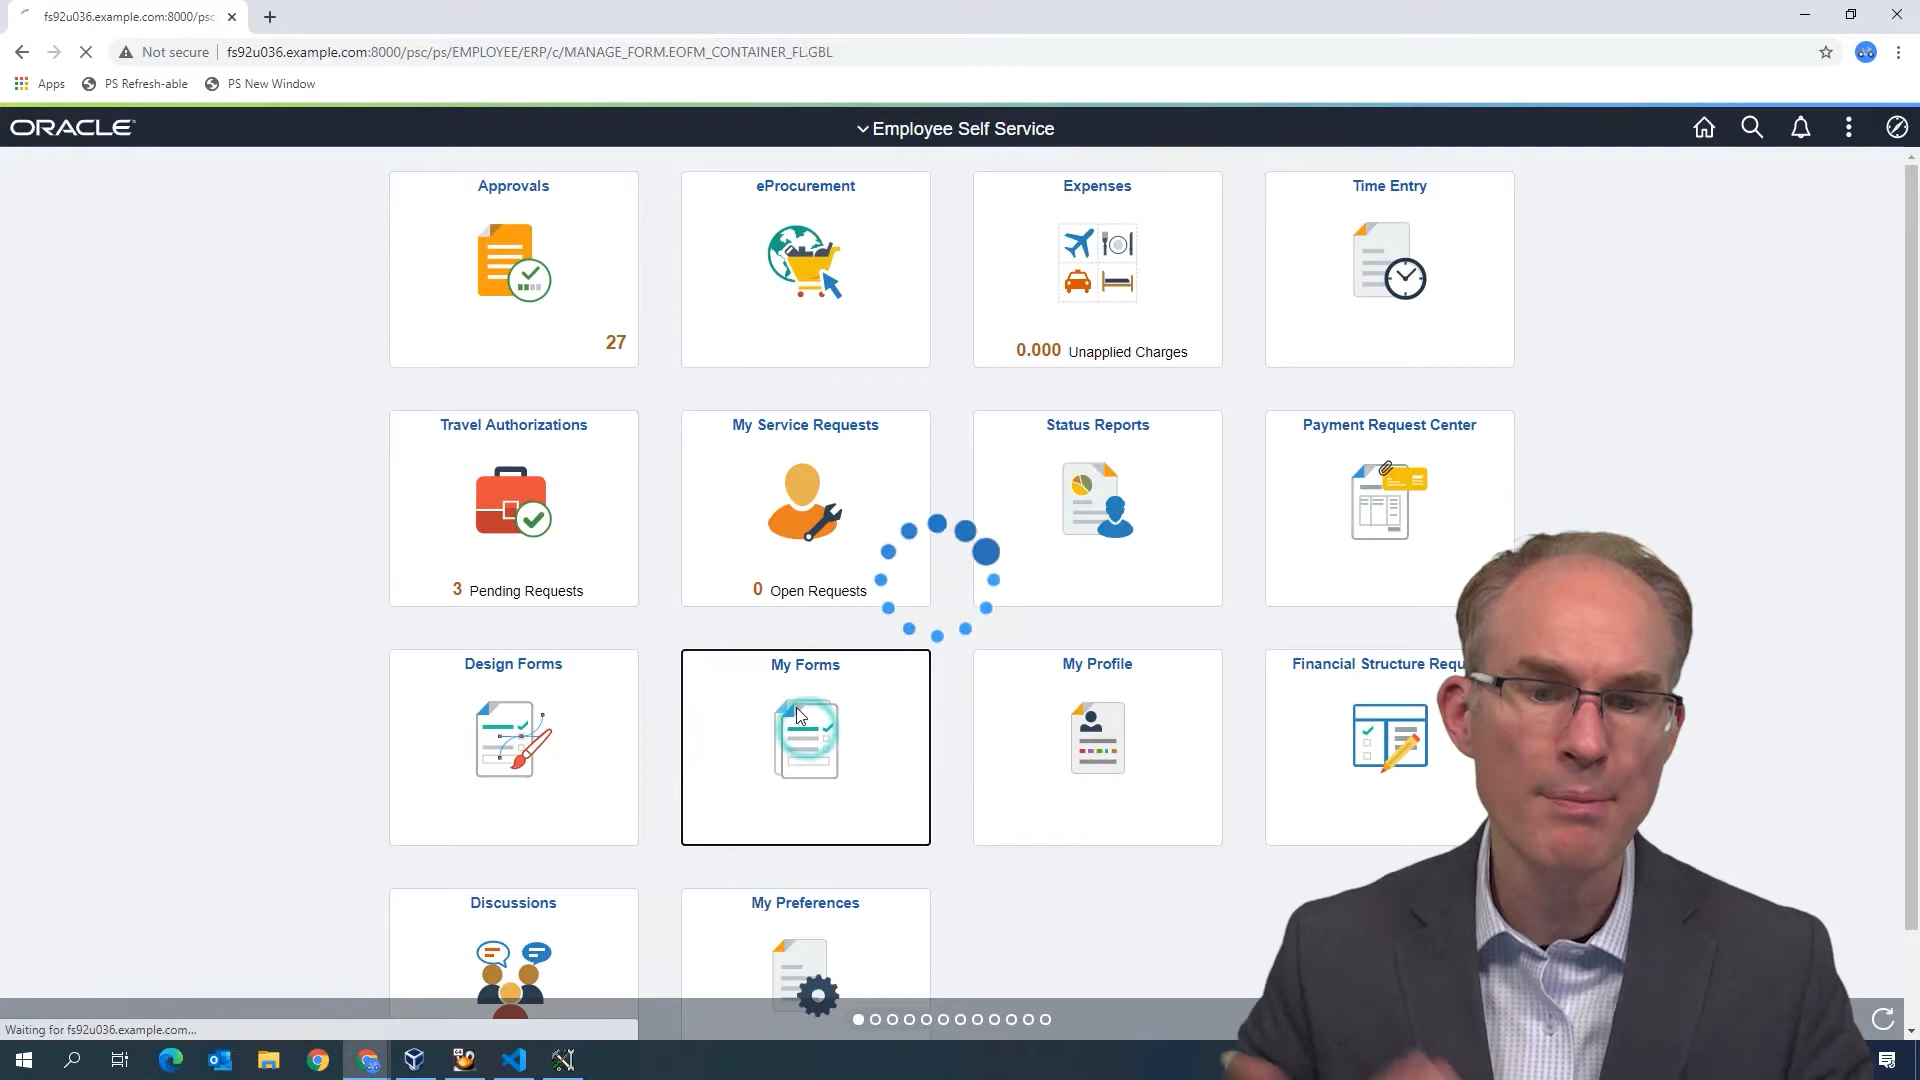 fs92u036.example.com:8000/psc
Not secure
fs92u036.example.com:8000/psc/ps/EMPLOYEE/ERP/c/MANAGE_FORM.EOFM_CONTAINER_FL.GBL
Apps
PS Refresh-able
PS New Window
ORACLE
Employee Self Service
Approvals
eProcurement
Expenses
Time Entry
27
0.000 Unapplied Charges
Travel Authorizations
My Service Requests
Status Reports
Payment Request Center
3 Pending Requests
0 Open Requests
Design Forms
My Forms
My Profile
Financial Structure Requ
Discussions
My Preferences
Waiting for fs92u036.example.com...